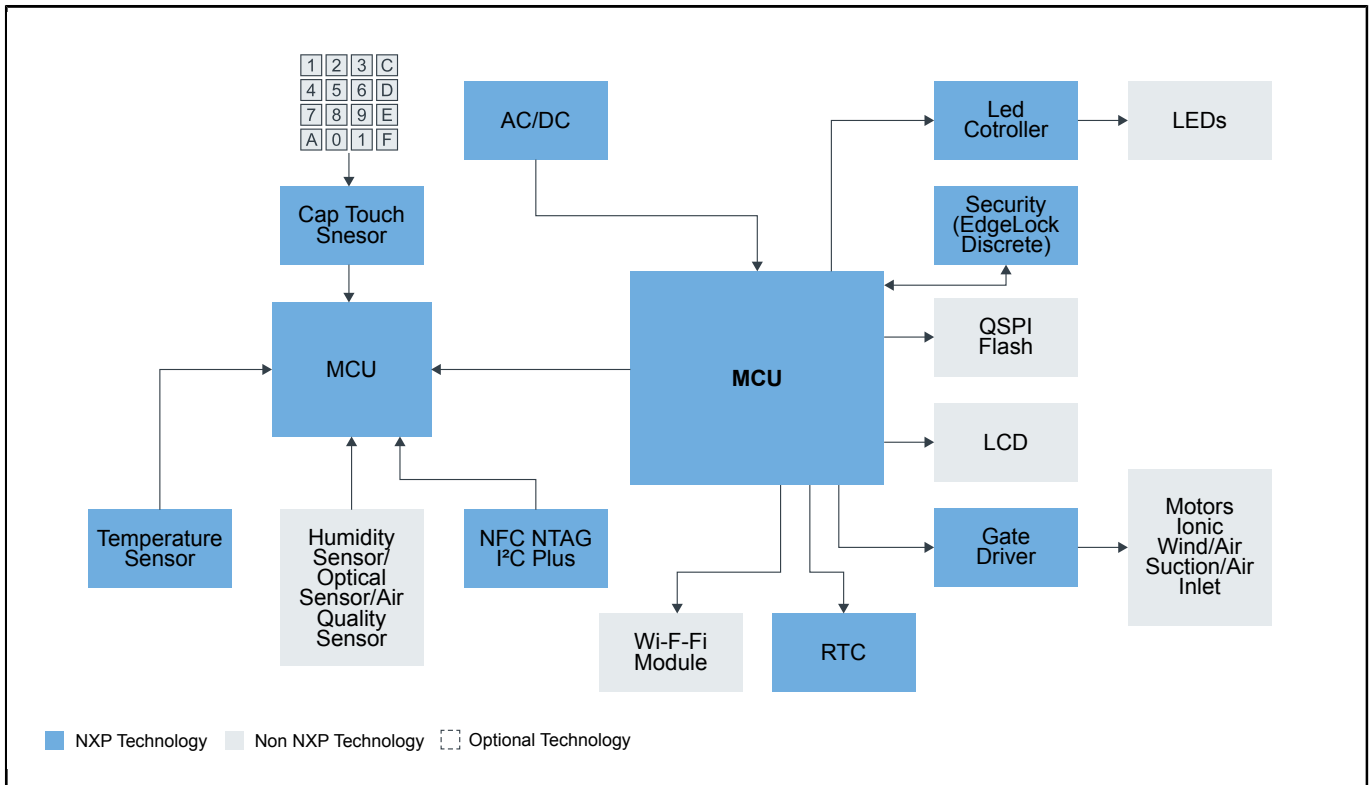 1 2 3 C
4 5 6 D
7 8 9 E
A 0 1 F
AC/DC
Led
Cotroller
LEDs
Cap Touch
Snesor
Security
(EdgeLock
Discrete)
MCU
MCU
QSPI
Flash
LCD
Temperature
Sensor
Humidity
Sensor/
Optical
Sensor/Air
Quality
Sensor
NFC NTAG
I²C Plus
Gate
Driver
Motors
Ionic
Wind/Air
Suction/Air
Inlet
Wi-F-Fi
Module
RTC
NXP Technology
Non NXP Technology
Optional Technology